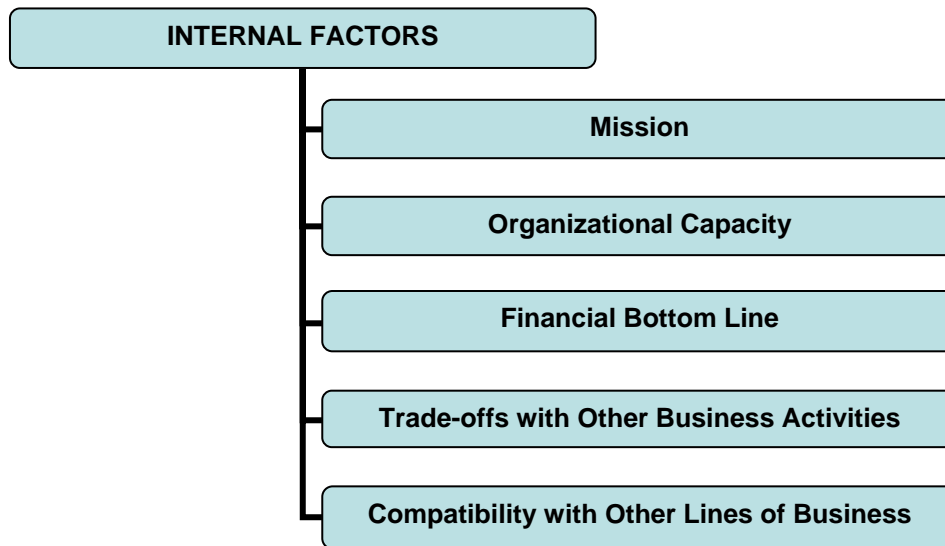 INTERNAL FACTORS
Mission
Organizational Capacity
Financial Bottom Line
Trade-offs with Other Business Activities
Compatibility with Other Lines of Business